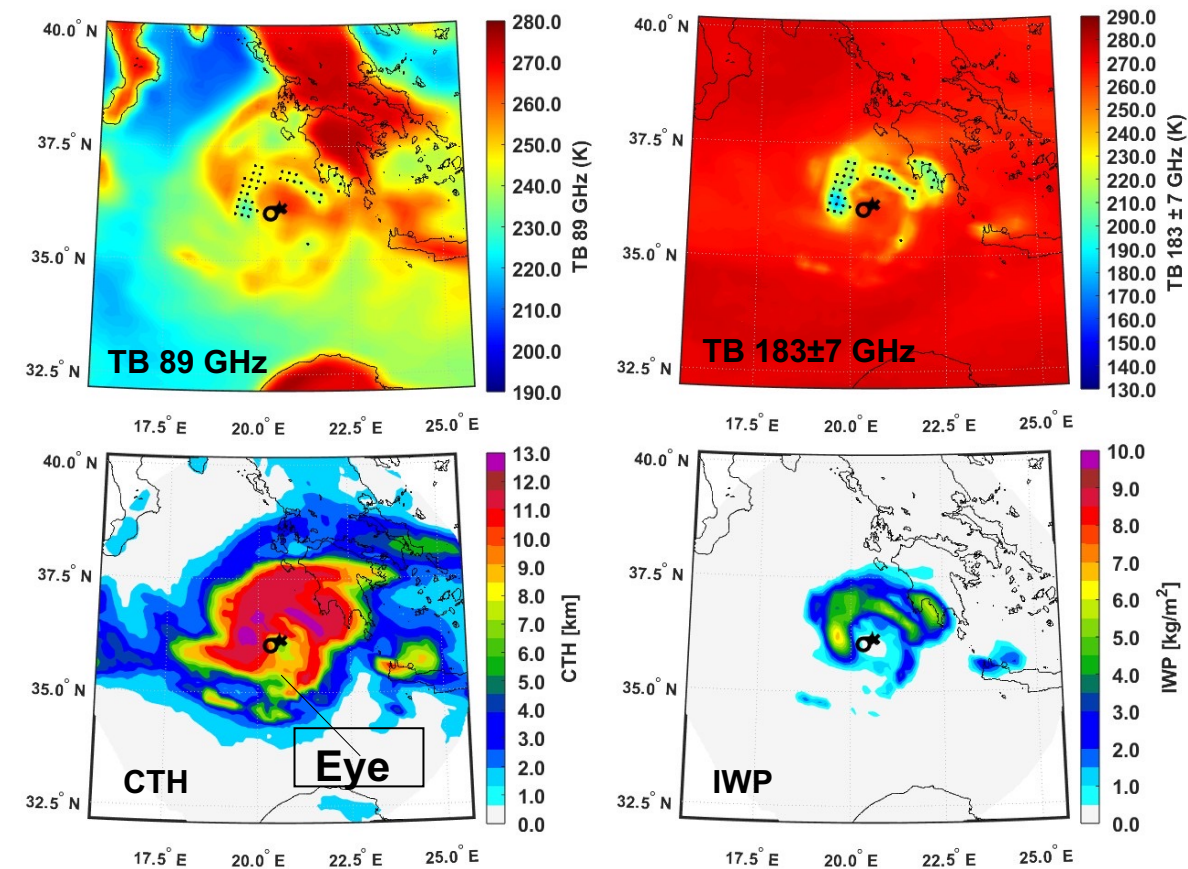 40.0° N
37.5° N
35.0° N
32.5° N
17.5° E
20.0° E
22.5° E
25.0° E
TB 89 GHz
280.0
270.0
260.0
250.0
240.0
230.0
220.0
210.0
200.0
190.0
TB 89 GHz (K)
40.0° N
37.5° N
35.0° N
32.5° N
17.5° E
20.0° E
22.5° E
25.0° E
TB 183±7 GHz
290.0
280.0
270.0
260.0
250.0
240.0
230.0
220.0
210.0
200.0
190.0
180.0
170.0
160.0
150.0
140.0
130.0
TB 183 ± 7 GHz (K)
40.0° N
37.5° N
35.0° N
32.5° N
17.5° E
20.0° E
22.5° E
25.0° E
CTH
Eye
13.0
12.0
11.0
10.0
9.0
8.0
7.0
6.0
5.0
4.0
3.0
2.0
1.0
0.0
CTH [km]
40.0° N
37.5° N
35.0° N
32.5° N
17.5° E
20.0° E
22.5° E
25.0° E
IWP
10.0
9.0
8.0
7.0
6.0
5.0
4.0
3.0
2.0
1.0
0.0
IWP [kg/m²]